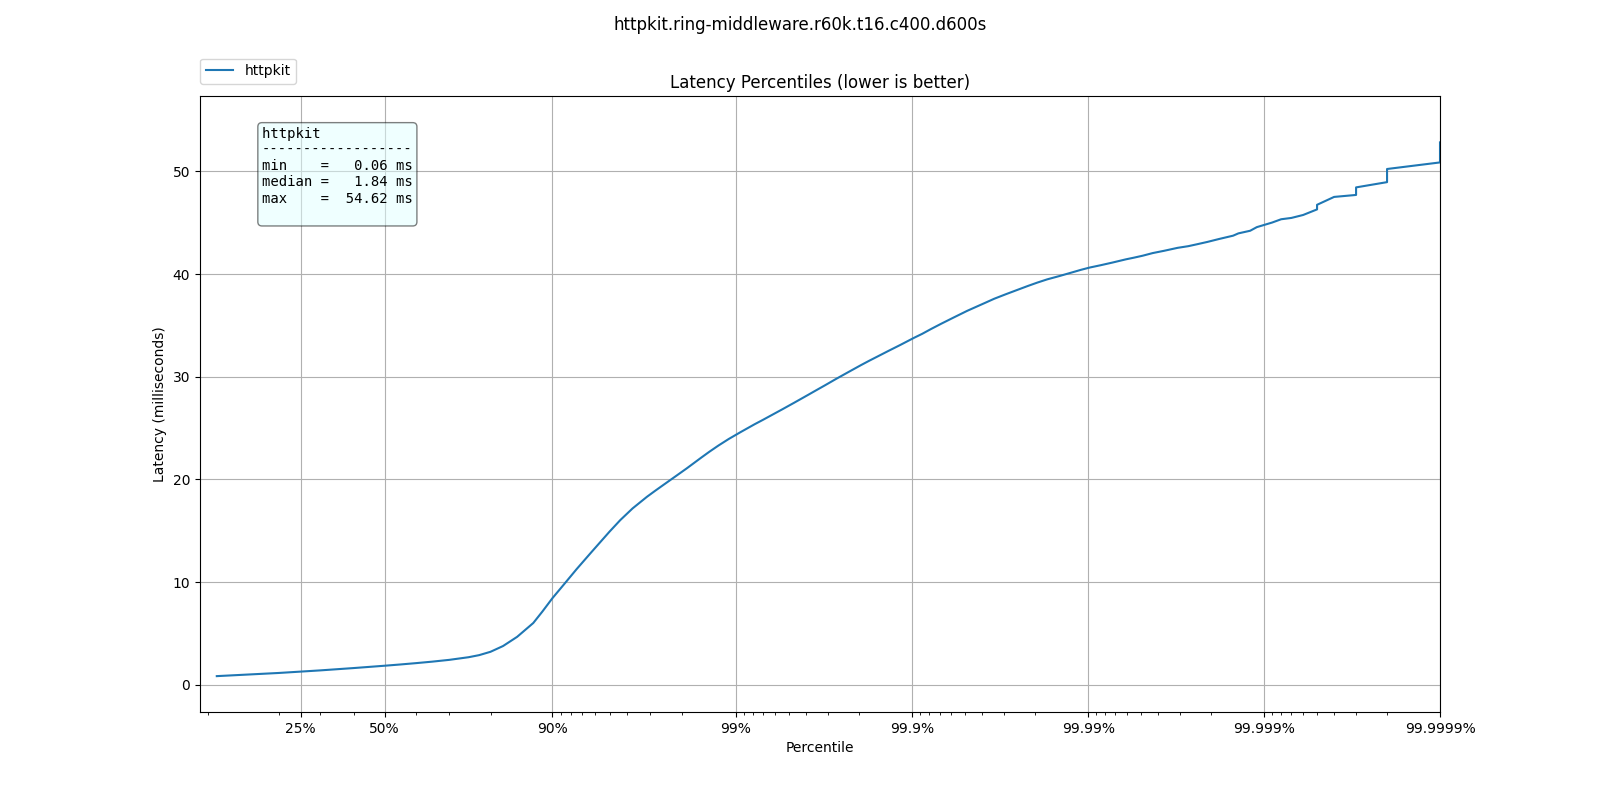 httpkit.ring-middleware.r60k.t16.c400.d600s
httpkit
Latency Percentiles (lower is better)
httpkit
------------------
min    =   0.06 ms
median =   1.84 ms
max    =  54.62 ms
50
40
30
20
10
0
Latency (milliseconds)
25% 50% 90% 99% 99.9% 99.99% 99.999% 99.9999%
Percentile